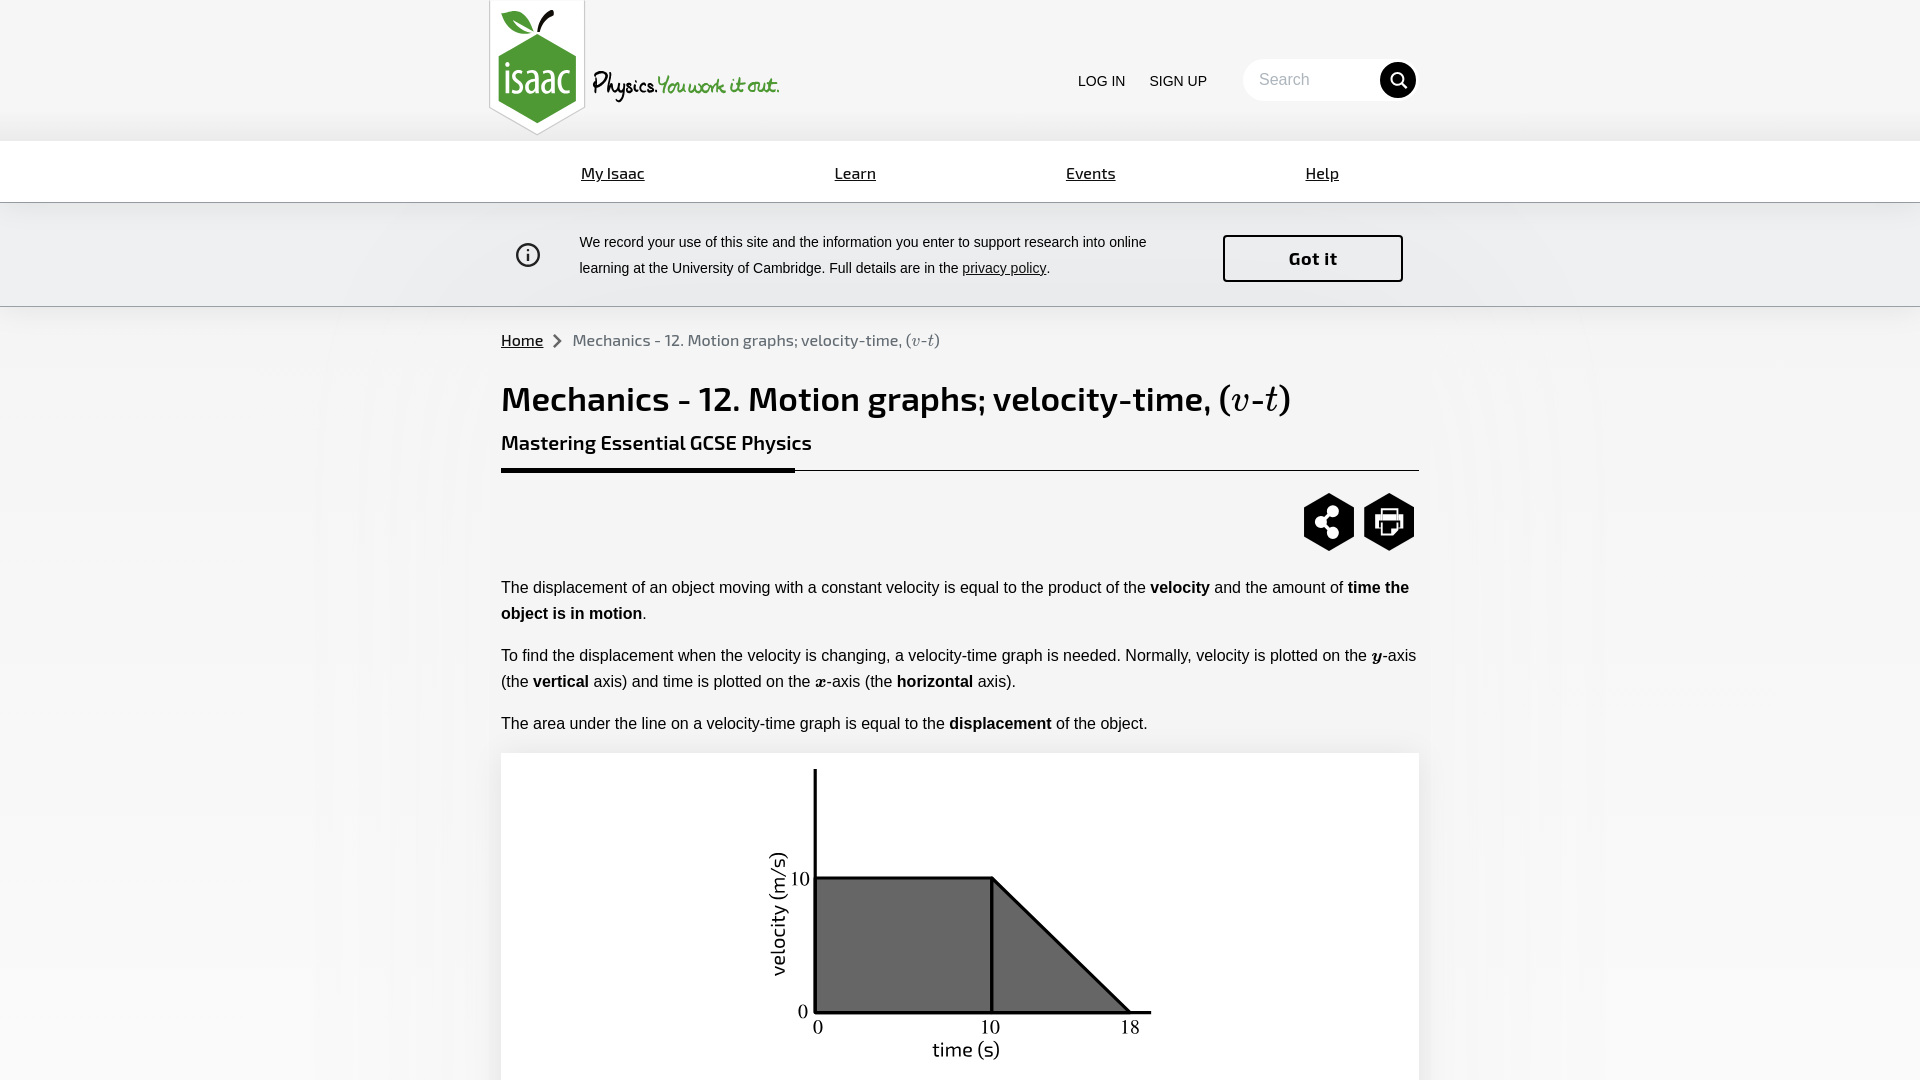 isaac
Physics. You work it out.
LOG IN
SIGN UP
Search
My Isaac
Learn
Events
Help
We record your use of this site and the information you enter to support research into online
learning at the University of Cambridge. Full details are in the privacy policy.
Got it
Home
Mechanics - 12. Motion graphs; velocity-time, (v-t)
Mechanics - 12. Motion graphs; velocity-time, (v-t)
Mastering Essential GCSE Physics
The displacement of an object moving with a constant velocity is equal to the product of the velocity and the amount of time the
object is in motion.
To find the displacement when the velocity is changing, a velocity-time graph is needed. Normally, velocity is plotted on the y-axis
(the vertical axis) and time is plotted on the x-axis (the horizontal axis).
The area under the line on a velocity-time graph is equal to the displacement of the object.
velocity (m/s)
10
0
0
10
18
time (s)